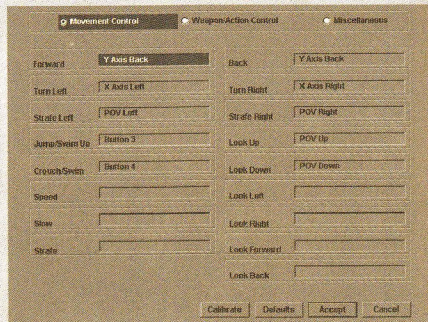 Movement Control Weapon/Action Control Miscellaneous
Forward Y Axis Back Back Y Axis Back
Turn Left X Axis Left Turn Right X Axis Right
Strafe Left POV Left Strafe Right POV Right
Jump/Swim Up Button 3 Look Up POV Up
Crouch/Swim Button 4 Look Down POV Down
Speed Look Left
Slow Look Right
Strafe Look Forward
Look Back
Calibrate Defaults Accept Cancel